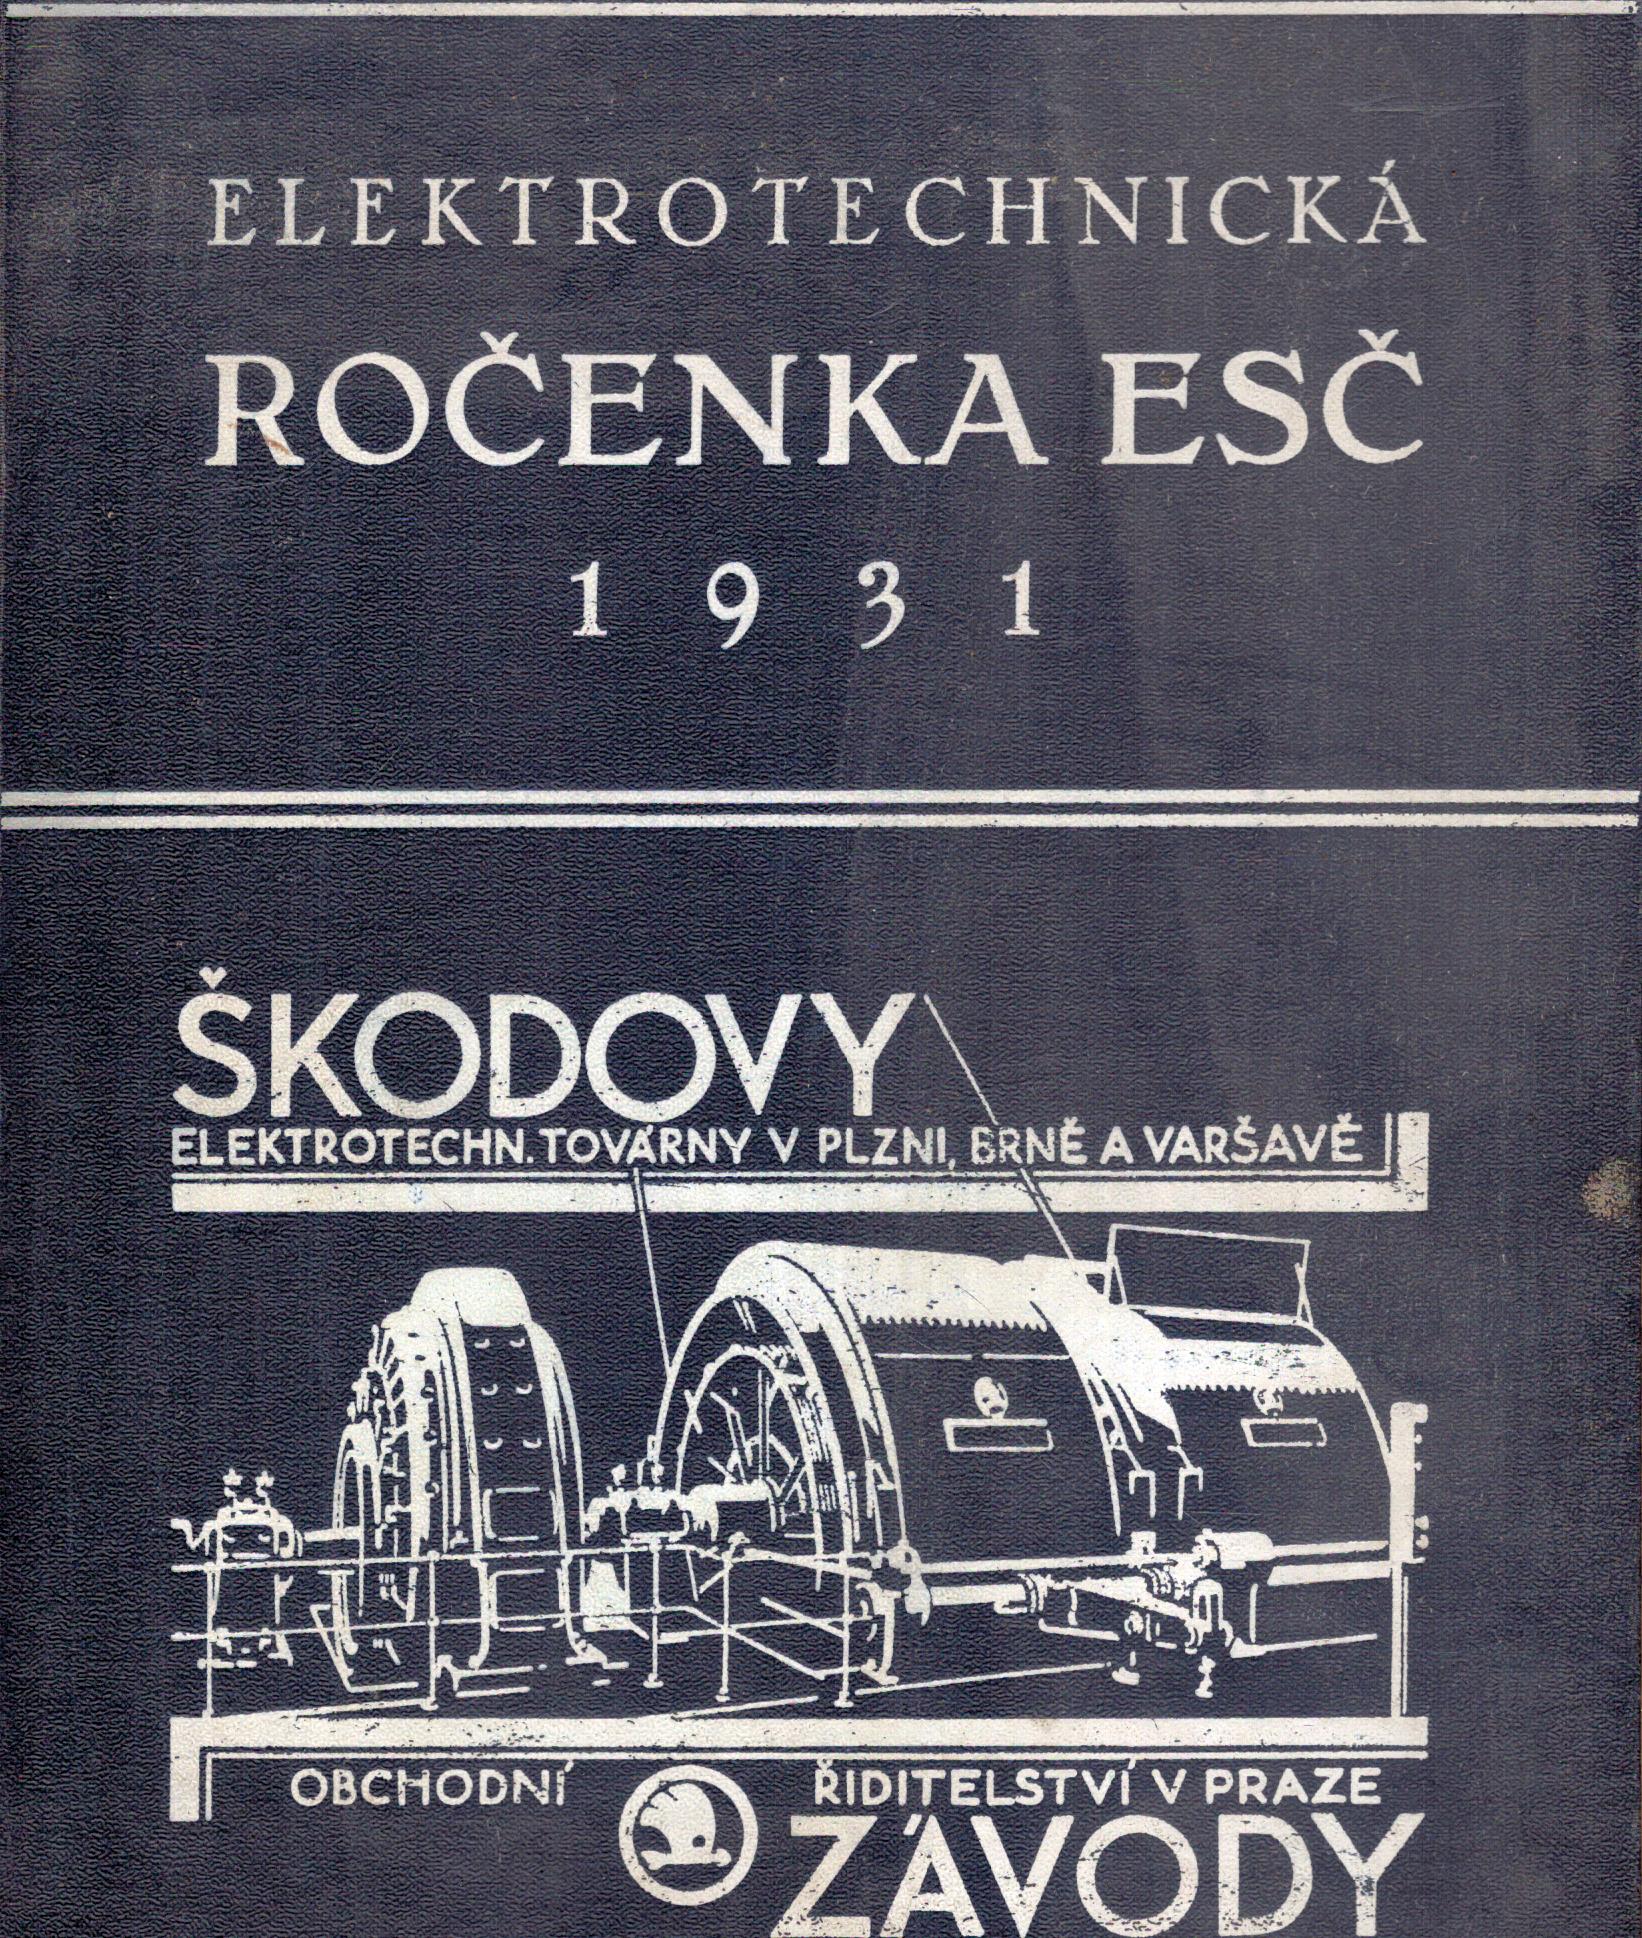 ELEKTROTECHNICKÁ
ROČENKA ESČ
1931
ŠKODOVY
ELEKTROTECHN. TOVÁRNY V PLZNI, BRNĚ A VARŠAVĚ
OBCHODNÍ ŘIDITELSTVÍ V PRAZE
ZÁVODY